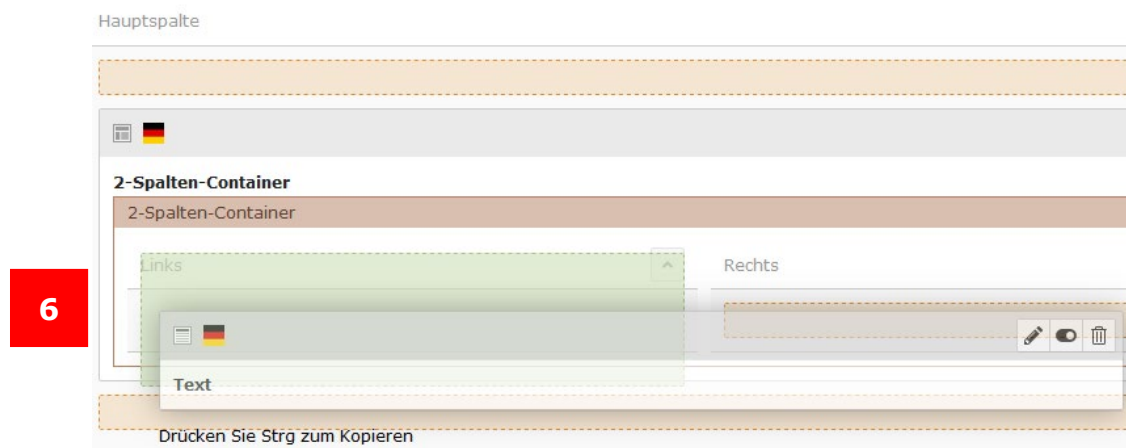 Hauptspalte
2-Spalten-Container
2-Spalten-Container
Links
Rechts
6
Text
Drücken Sie Strg zum Kopieren